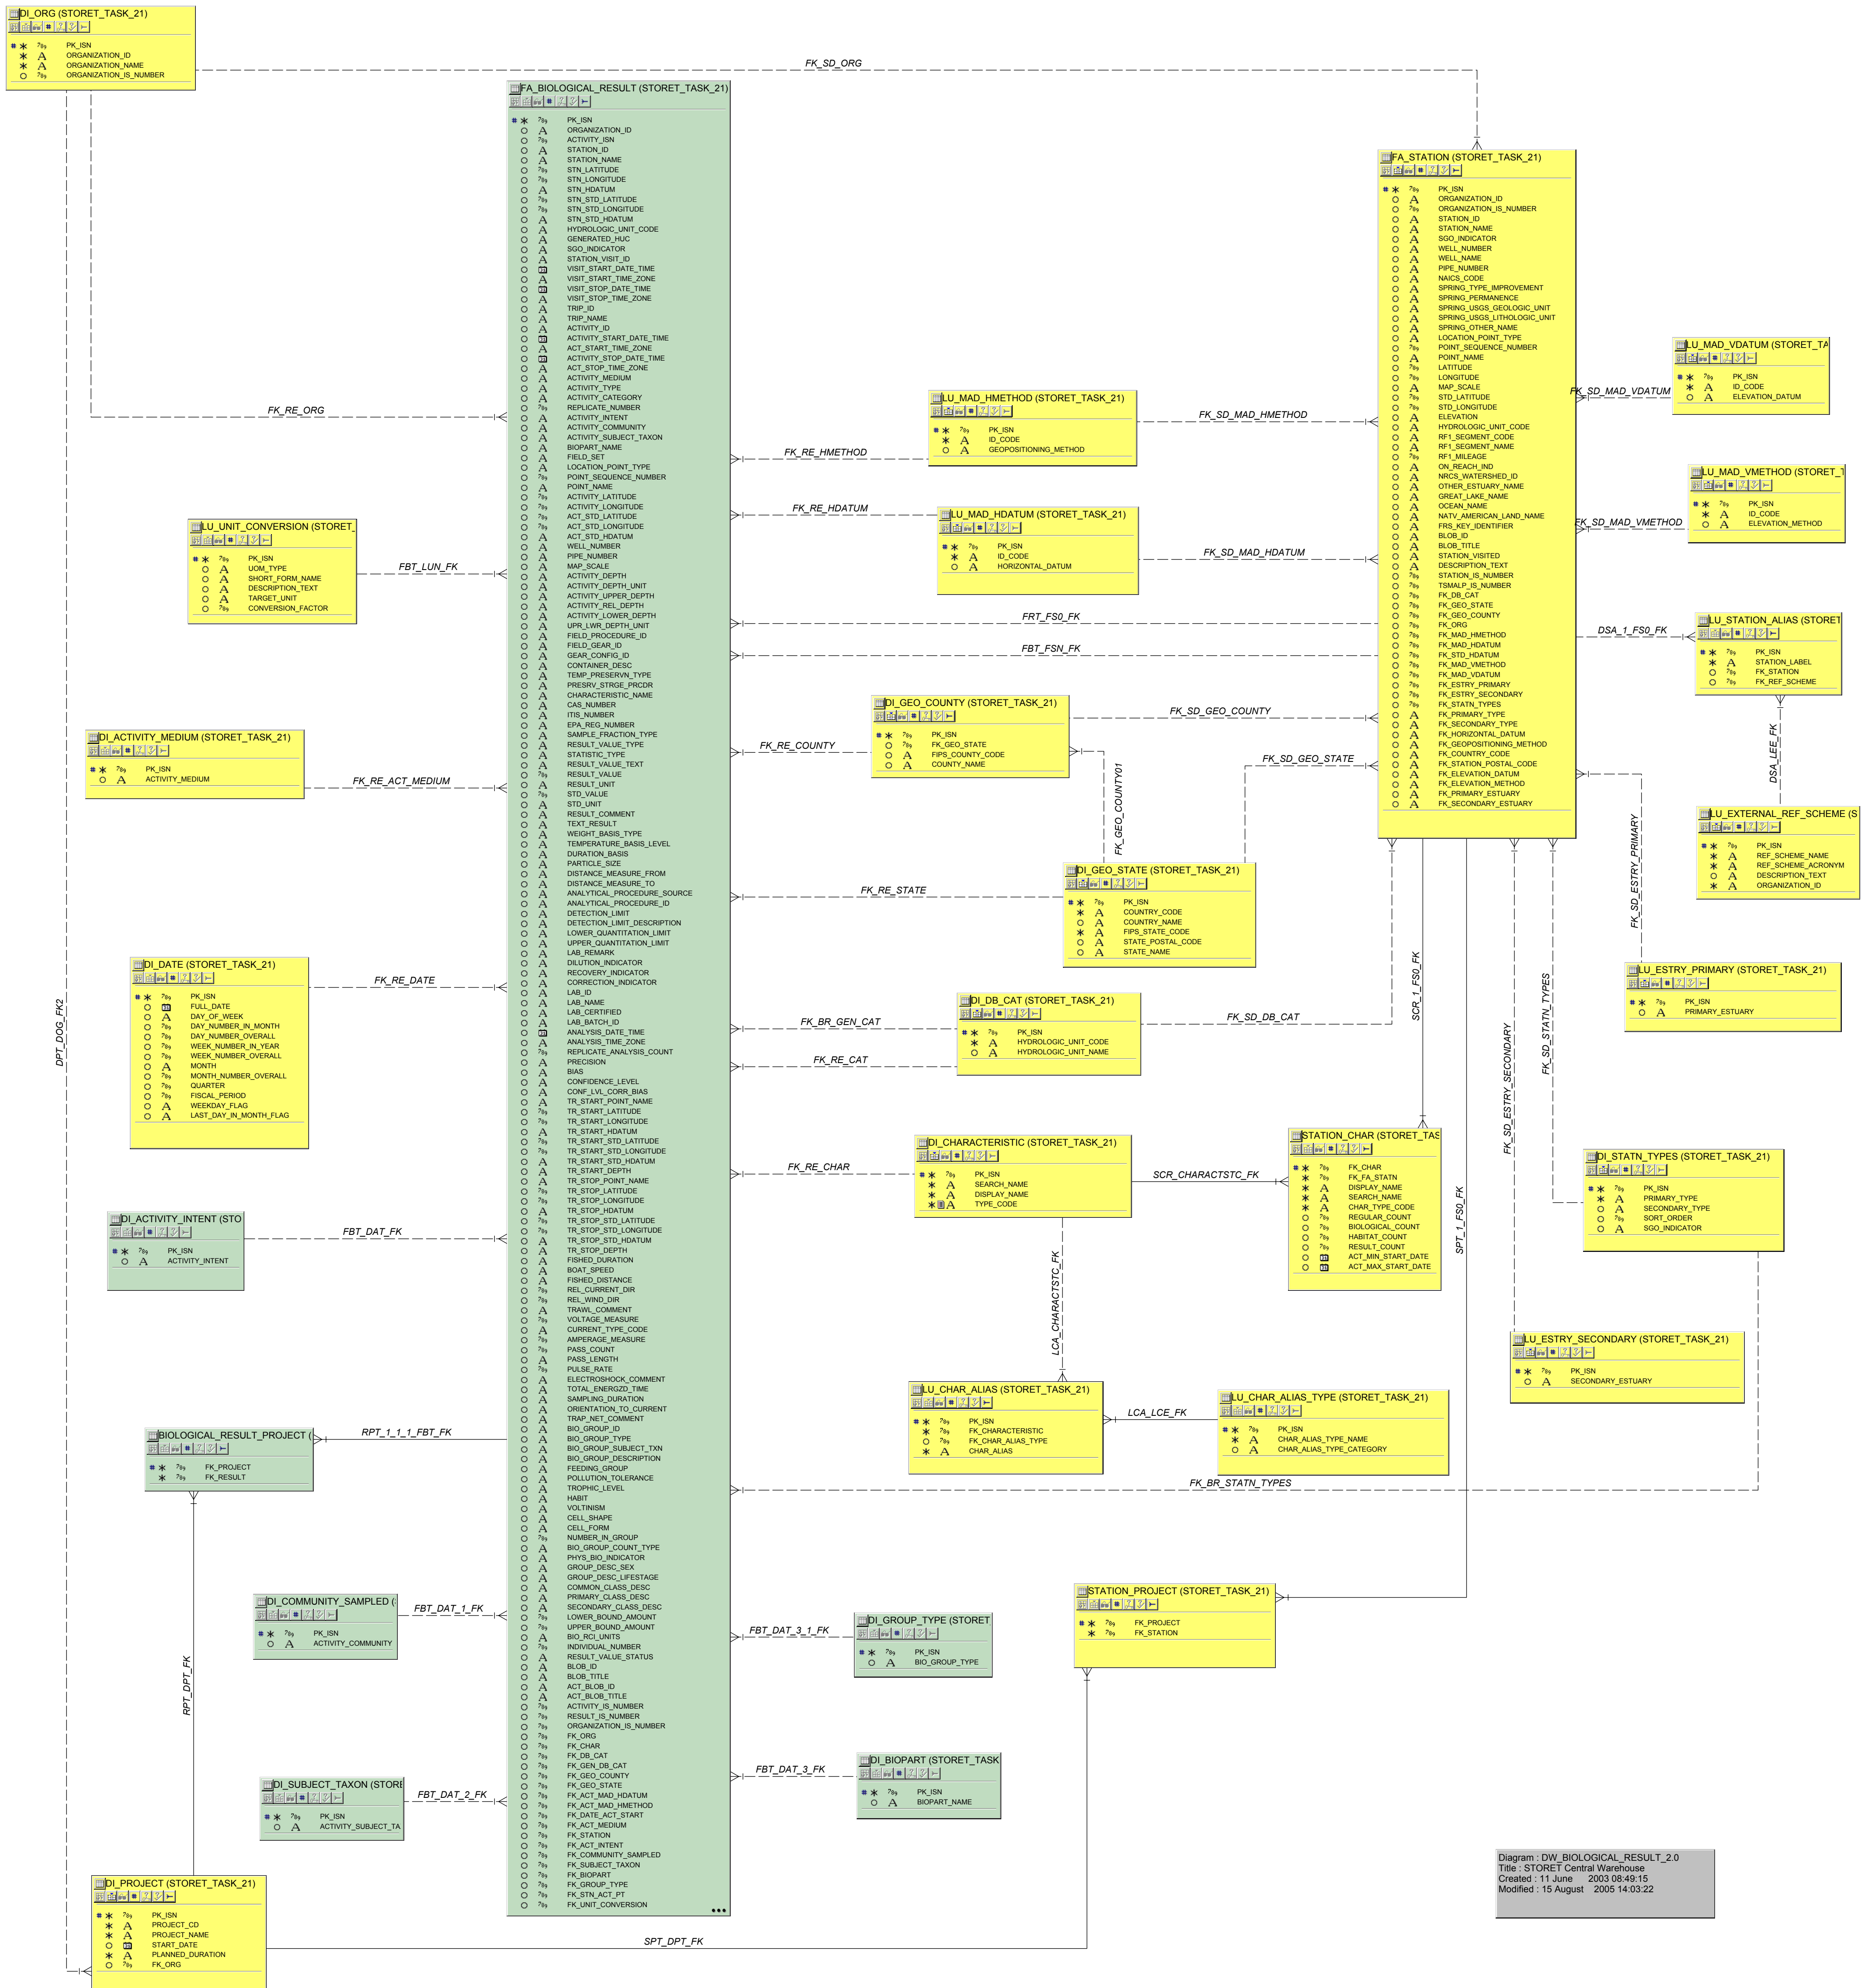 DI_ORG (STORET_TASK_21)
PK_ISN
ORGANIZATION_ID
ORGANIZATION_NAME
ORGANIZATION_IS_NUMBER
FK_SD_ORG
FK_RE_ORG
DPT_DOG_FK2
FA_BIOLOGICAL_RESULT (STORET_TASK_21)
PK_ISN
ORGANIZATION_ID
ACTIVITY_ISN
STATION_ID
STATION_NAME
STN_LATITUDE
STN_LONGITUDE
STN_HDATUM
STN_STD_LATITUDE
STN_STD_LONGITUDE
STN_STD_HDATUM
HYDROLOGIC_UNIT_CODE
GENERATED_HUC
SGO_INDICATOR
STATION_VISIT_ID
VISIT_START_DATE_TIME
VISIT_START_TIME_ZONE
VISIT_STOP_DATE_TIME
VISIT_STOP_TIME_ZONE
TRIP_ID
TRIP_NAME
ACTIVITY_ID
ACTIVITY_START_DATE_TIME
ACT_START_TIME_ZONE
ACTIVITY_STOP_DATE_TIME
ACT_STOP_TIME_ZONE
ACTIVITY_MEDIUM
ACTIVITY_TYPE
ACTIVITY_CATEGORY
REPLICATE_NUMBER
ACTIVITY_INTENT
ACTIVITY_COMMUNITY
ACTIVITY_SUBJECT_TAXON
BIOPART_NAME
FIELD_SET
LOCATION_POINT_TYPE
POINT_SEQUENCE_NUMBER
POINT_NAME
ACTIVITY_LATITUDE
ACTIVITY_LONGITUDE
ACT_STD_LATITUDE
ACT_STD_LONGITUDE
ACT_STD_HDATUM
WELL_NUMBER
PIPE_NUMBER
MAP_SCALE
ACTIVITY_DEPTH
ACTIVITY_DEPTH_UNIT
ACTIVITY_UPPER_DEPTH
ACTIVITY_REL_DEPTH
ACTIVITY_LOWER_DEPTH
UPR_LWR_DEPTH_UNIT
FIELD_PROCEDURE_ID
FIELD_GEAR_ID
GEAR_CONFIG_ID
CONTAINER_DESC
TEMP_PRESERVN_TYPE
PRESRV_STRGE_PRCDR
CHARACTERISTIC_NAME
CAS_NUMBER
ITIS_NUMBER
EPA_REG_NUMBER
SAMPLE_FRACTION_TYPE
RESULT_VALUE_TYPE
STATISTIC_TYPE
RESULT_VALUE_TEXT
RESULT_VALUE
RESULT_UNIT
STD_VALUE
STD_UNIT
RESULT_COMMENT
TEXT_RESULT
WEIGHT_BASIS_TYPE
TEMPERATURE_BASIS_LEVEL
DURATION_BASIS
PARTICLE_SIZE
DISTANCE_MEASURE_FROM
DISTANCE_MEASURE_TO
ANALYTICAL_PROCEDURE_SOURCE
ANALYTICAL_PROCEDURE_ID
DETECTION_LIMIT
DETECTION_LIMIT_DESCRIPTION
LOWER_QUANTITATION_LIMIT
UPPER_QUANTITATION_LIMIT
LAB_REMARK
DILUTION_INDICATOR
RECOVERY_INDICATOR
CORRECTION_INDICATOR
LAB_ID
LAB_NAME
LAB_CERTIFIED
LAB_BATCH_ID
ANALYSIS_DATE_TIME
ANALYSIS_TIME_ZONE
REPLICATE_ANALYSIS_COUNT
PRECISION
BIAS
CONFIDENCE_LEVEL
CONF_LVL_CORR_BIAS
TR_START_POINT_NAME
TR_START_LATITUDE
TR_START_LONGITUDE
TR_START_HDATUM
TR_START_STD_LATITUDE
TR_START_STD_LONGITUDE
TR_START_STD_HDATUM
TR_START_DEPTH
TR_STOP_POINT_NAME
TR_STOP_LATITUDE
TR_STOP_LONGITUDE
TR_STOP_HDATUM
TR_STOP_STD_LATITUDE
TR_STOP_STD_LONGITUDE
TR_STOP_STD_HDATUM
TR_STOP_DEPTH
FISHED_DURATION
BOAT_SPEED
FISHED_DISTANCE
REL_CURRENT_DIR
REL_WIND_DIR
TRAWL_COMMENT
VOLTAGE_MEASURE
CURRENT_TYPE_CODE
AMPERAGE_MEASURE
PASS_COUNT
PASS_LENGTH
PULSE_RATE
ELECTROSHOCK_COMMENT
TOTAL_ENERGZD_TIME
SAMPLING_DURATION
ORIENTATION_TO_CURRENT
TRAP_NET_COMMENT
BIO_GROUP_ID
BIO_GROUP_TYPE
BIO_GROUP_SUBJECT_TXN
BIO_GROUP_DESCRIPTION
FEEDING_GROUP
POLLUTION_TOLERANCE
TROPHIC_LEVEL
HABIT
VOLTINISM
CELL_SHAPE
CELL_FORM
NUMBER_IN_GROUP
BIO_GROUP_COUNT_TYPE
PHYS_BIO_INDICATOR
GROUP_DESC_SEX
GROUP_DESC_LIFESTAGE
COMMON_CLASS_DESC
PRIMARY_CLASS_DESC
SECONDARY_CLASS_DESC
LOWER_BOUND_AMOUNT
UPPER_BOUND_AMOUNT
BIO_RCI_UNITS
INDIVIDUAL_NUMBER
RESULT_VALUE_STATUS
BLOB_ID
BLOB_TITLE
ACT_BLOB_ID
ACT_BLOB_TITLE
ACTIVITY_IS_NUMBER
RESULT_IS_NUMBER
ORGANIZATION_IS_NUMBER
FK_ORG
FK_CHAR
FK_DB_CAT
FK_GEN_DB_CAT
FK_GEO_COUNTY
FK_GEO_STATE
FK_ACT_MAD_HDATUM
FK_ACT_MAD_HMETHOD
FK_DATE_ACT_START
FK_ACT_MEDIUM
FK_STATION
FK_ACT_INTENT
FK_COMMUNITY_SAMPLED
FK_SUBJECT_TAXON
FK_BIOPART
FK_GROUP_TYPE
FK_STN_ACT_PT
FK_UNIT_CONVERSION
FA_STATION (STORET_TASK_21)
PK_ISN
ORGANIZATION_ID
ORGANIZATION_IS_NUMBER
STATION_ID
STATION_NAME
SGO_INDICATOR
WELL_NUMBER
WELL_NAME
PIPE_NUMBER
NAICS_CODE
SPRING_TYPE_IMPROVEMENT
SPRING_PERMANENCE
SPRING_USGS_GEOLOGIC_UNIT
SPRING_USGS_LITHOLOGIC_UNIT
SPRING_OTHER_NAME
LOCATION_POINT_TYPE
POINT_SEQUENCE_NUMBER
POINT_NAME
LATITUDE
LONGITUDE
MAP_SCALE
STD_LATITUDE
STD_LONGITUDE
ELEVATION
HYDROLOGIC_UNIT_CODE
RF1_SEGMENT_CODE
RF1_SEGMENT_NAME
RF1_MILEAGE
ON_REACH_IND
NRCS_WATERSHED_ID
OTHER_ESTUARY_NAME
GREAT_LAKE_NAME
OCEAN_NAME
NATV_AMERICAN_LAND_NAME
FRS_KEY_IDENTIFIER
BLOB_ID
BLOB_TITLE
STATION_VISITED
DESCRIPTION_TEXT
STATION_IS_NUMBER
TSMALP_IS_NUMBER
FK_DB_CAT
FK_GEO_STATE
FK_GEO_COUNTY
FK_ORG
FK_MAD_HMETHOD
FK_MAD_HDATUM
FK_STD_HDATUM
FK_MAD_VMETHOD
FK_MAD_VDATUM
FK_ESTRY_PRIMARY
FK_ESTRY_SECONDARY
FK_STATN_TYPES
FK_PRIMARY_TYPE
FK_SECONDARY_TYPE
FK_HORIZONTAL_DATUM
FK_GEOPOSITIONING_METHOD
FK_COUNTRY_CODE
FK_STATION_POSTAL_CODE
FK_ELEVATION_DATUM
FK_ELEVATION_METHOD
FK_PRIMARY_ESTUARY
FK_SECONDARY_ESTUARY
LU_MAD_VDATUM (STORET_TA
PK_ISN
ID_CODE
ELEVATION_DATUM
FK_SD_MAD_VDATUM
LU_MAD_HMETHOD (STORET_TASK_21)
PK_ISN
ID_CODE
GEOPOSITIONING_METHOD
FK_SD_MAD_HMETHOD
FK_RE_HMETHOD
LU_MAD_VMETHOD (STORET_T
PK_ISN
ID_CODE
ELEVATION_METHOD
FK_SD_MAD_VMETHOD
LU_MAD_HDATUM (STORET_TASK_21)
PK_ISN
ID_CODE
HORIZONTAL_DATUM
FK_RE_HDATUM
FK_SD_MAD_HDATUM
LU_UNIT_CONVERSION (STORET_
PK_ISN
UOM_TYPE
SHORT_FORM_NAME
DESCRIPTION_TEXT
TARGET_UNIT
CONVERSION_FACTOR
FBT_LUN_FK
FRT_FS0_FK
FBT_FSN_FK
LU_STATION_ALIAS (STORET
PK_ISN
STATION_LABEL
FK_STATION
FK_REF_SCHEME
DSA_1_FS0_FK
DSA_LEE_FK
DI_GEO_COUNTY (STORET_TASK_21)
PK_ISN
FK_GEO_STATE
FIPS_COUNTY_CODE
COUNTY_NAME
FK_SD_GEO_COUNTY
FK_RE_COUNTY
FK_GEO_COUNTY01
FK_SD_GEO_STATE
DI_ACTIVITY_MEDIUM (STORET_TASK_21)
PK_ISN
ACTIVITY_MEDIUM
FK_RE_ACT_MEDIUM
LU_EXTERNAL_REF_SCHEME (S
PK_ISN
REF_SCHEME_NAME
REF_SCHEME_ACRONYM
DESCRIPTION_TEXT
ORGANIZATION_ID
DI_GEO_STATE (STORET_TASK_21)
PK_ISN
COUNTRY_CODE
COUNTRY_NAME
FIPS_STATE_CODE
STATE_POSTAL_CODE
STATE_NAME
FK_RE_STATE
FK_SD_ESTRY_PRIMARY
DI_DATE (STORET_TASK_21)
PK_ISN
FULL_DATE
DAY_OF_WEEK
DAY_NUMBER_IN_MONTH
DAY_NUMBER_OVERALL
WEEK_NUMBER_IN_YEAR
WEEK_NUMBER_OVERALL
MONTH
MONTH_NUMBER_OVERALL
QUARTER
FISCAL_PERIOD
WEEKDAY_FLAG
LAST_DAY_IN_MONTH_FLAG
FK_RE_DATE
LU_ESTRY_PRIMARY (STORET_TASK_21)
PK_ISN
PRIMARY_ESTUARY
DI_DB_CAT (STORET_TASK_21)
PK_ISN
HYDROLOGIC_UNIT_CODE
HYDROLOGIC_UNIT_NAME
FK_BR_GEN_CAT
FK_RE_CAT
FK_SD_DB_CAT
SCR_1_FS0_FK
FK_SD_STATN_TYPES
FK_SD_ESTRY_SECONDARY
DI_CHARACTERISTIC (STORET_TASK_21)
PK_ISN
SEARCH_NAME
DISPLAY_NAME
TYPE_CODE
FK_RE_CHAR
SCR_CHARACTSTC_FK
LCA_CHARACTSTC_FK
STATION_CHAR (STORET_TAS
FK_CHAR
FK_FA_STATN
DISPLAY_NAME
SEARCH_NAME
CHAR_TYPE_CODE
REGULAR_COUNT
BIOLOGICAL_COUNT
HABITAT_COUNT
RESULT_COUNT
ACT_MIN_START_DATE
ACT_MAX_START_DATE
SPT_1_FS0_FK
DI_STATN_TYPES (STORET_TASK_21)
PK_ISN
PRIMARY_TYPE
SECONDARY_TYPE
SORT_ORDER
SGO_INDICATOR
DI_ACTIVITY_INTENT (STO
PK_ISN
ACTIVITY_INTENT
FBT_DAT_FK
LU_ESTRY_SECONDARY (STORET_TASK_21)
PK_ISN
SECONDARY_ESTUARY
LU_CHAR_ALIAS (STORET_TASK_21)
PK_ISN
FK_CHARACTERISTIC
FK_CHAR_ALIAS_TYPE
CHAR_ALIAS
LCA_LCE_FK
LU_CHAR_ALIAS_TYPE (STORET_TASK_21)
PK_ISN
CHAR_ALIAS_TYPE_NAME
CHAR_ALIAS_TYPE_CATEGORY
BIOLOGICAL_RESULT_PROJECT (
FK_PROJECT
FK_RESULT
RPT_1_1_1_FBT_FK
RPT_DPT_FK
FK_BR_STATN_TYPES
DI_COMMUNITY_SAMPLED (
PK_ISN
ACTIVITY_COMMUNITY
FBT_DAT_1_FK
DI_GROUP_TYPE (STORET
PK_ISN
BIO_GROUP_TYPE
FBT_DAT_3_1_FK
STATION_PROJECT (STORET_TASK_21)
FK_PROJECT
FK_STATION
DI_SUBJECT_TAXON (STORE
PK_ISN
ACTIVITY_SUBJECT_TA
FBT_DAT_2_FK
DI_BIOPART (STORET_TASK
PK_ISN
BIOPART_NAME
FBT_DAT_3_FK
DI_PROJECT (STORET_TASK_21)
PK_ISN
PROJECT_CD
PROJECT_NAME
START_DATE
PLANNED_DURATION
FK_ORG
SPT_DPT_FK
Diagram : DW_BIOLOGICAL_RESULT_2.0
Title : STORET Central Warehouse
Created : 11 June 2003 08:49:15
Modified : 15 August 2005 14:03:22